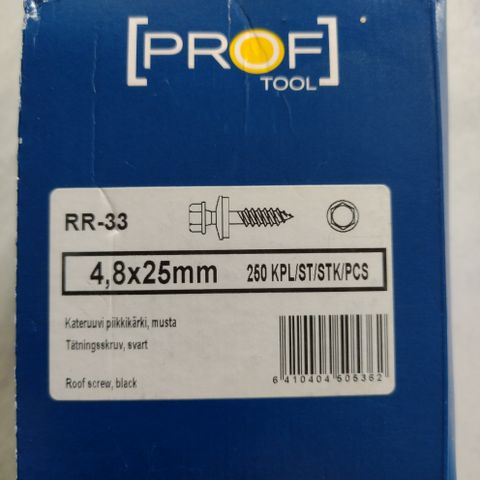 [PROF]
TOOL
RR-33
4,8x25mm 250 KPL/ST/STK/PCS
Kateruuvi piikkikärki, musta
Tätningsskruv, svart
Roof screw, black
6 410404 505362